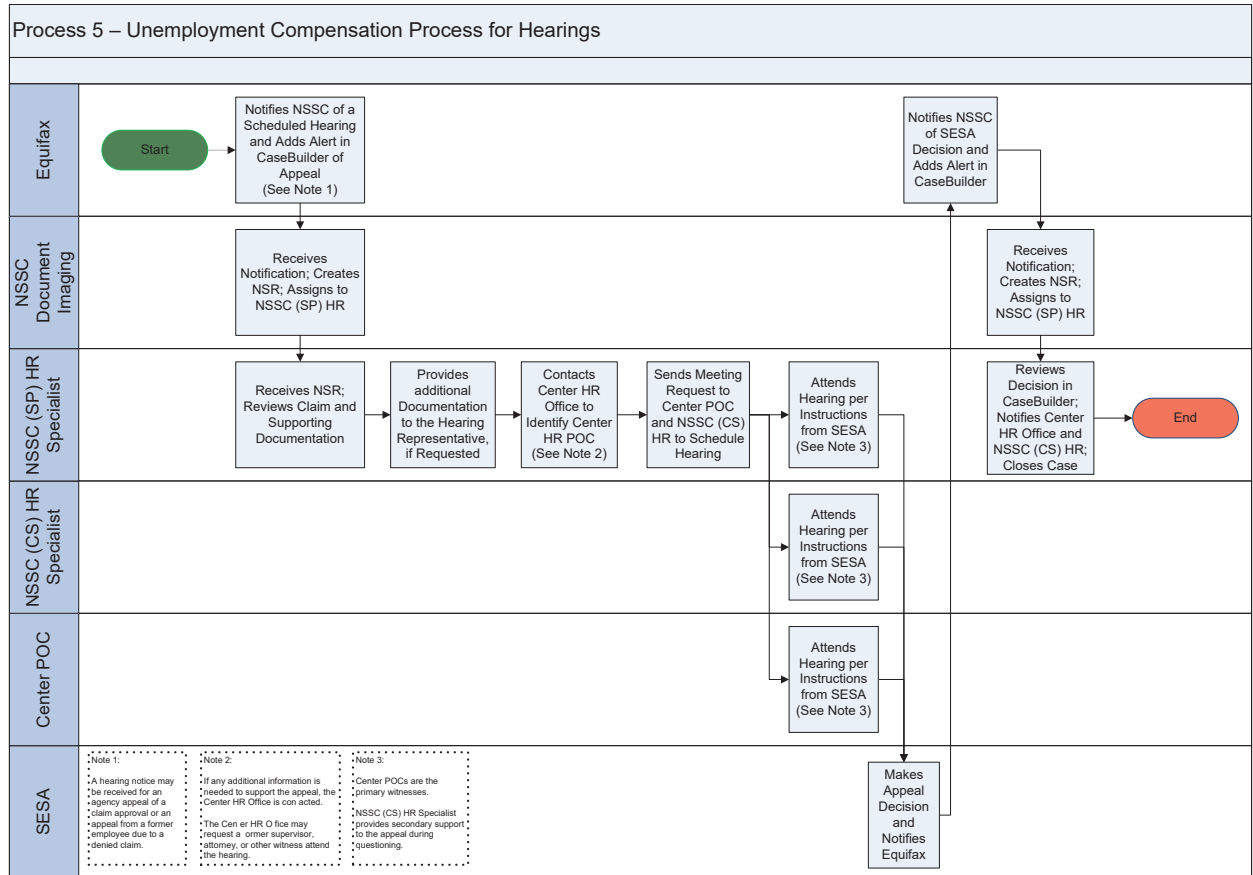 Process 5 – Unemployment Compensation Process for Hearings
Equifax
Start
Notifies NSSC of a
Scheduled Hearing
and Adds Alert in
CaseBuilder of
Appeal
(See Note 1)
Notifies NSSC
of SESA
Decision and
Adds Alert in
CaseBuilder
NSSC
Document
Imaging
Receives
Notification; Creates
NSR; Assigns to
NSSC (SP) HR
Receives
Notification;
Creates NSR;
Assigns to
NSSC (SP) HR
NSSC (SP) HR
Specialist
Receives NSR;
Reviews Claim and
Supporting
Documentation
Provides
additional
Documentation
to the Hearing
Representative,
if Requested
Contacts
Center HR
Office to
Identify Center
HR POC
(See Note 2)
Sends Meeting
Request to
Center POC
and NSSC (CS)
HR to Schedule
Hearing
Attends
Hearing per
Instructions
from SESA
(See Note 3)
Reviews
Decision in
CaseBuilder;
Notifies Center
HR Office and
NSSC (CS) HR;
Closes Case
End
NSSC (CS) HR
Specialist
Attends
Hearing per
Instructions
from SESA
(See Note 3)
Center POC
Attends
Hearing per
Instructions
from SESA
(See Note 3)
SESA
Note 1:
A hearing notice may
be received for an
agency appeal of a
claim approval or an
appeal from a former
employee due to a
denied claim.
Note 2:
If any additional information is
needed to support the appeal, the
Center HR Office is con acted.
The Cen er HR O fice may
request a ormer supervisor,
attorney, or other witness attend
the hearing.
Note 3:
Center POCs are the
primary witnesses.
NSSC (CS) HR Specialist
provides secondary support
to the appeal during
questioning.
Makes
Appeal
Decision
and
Notifies
Equifax